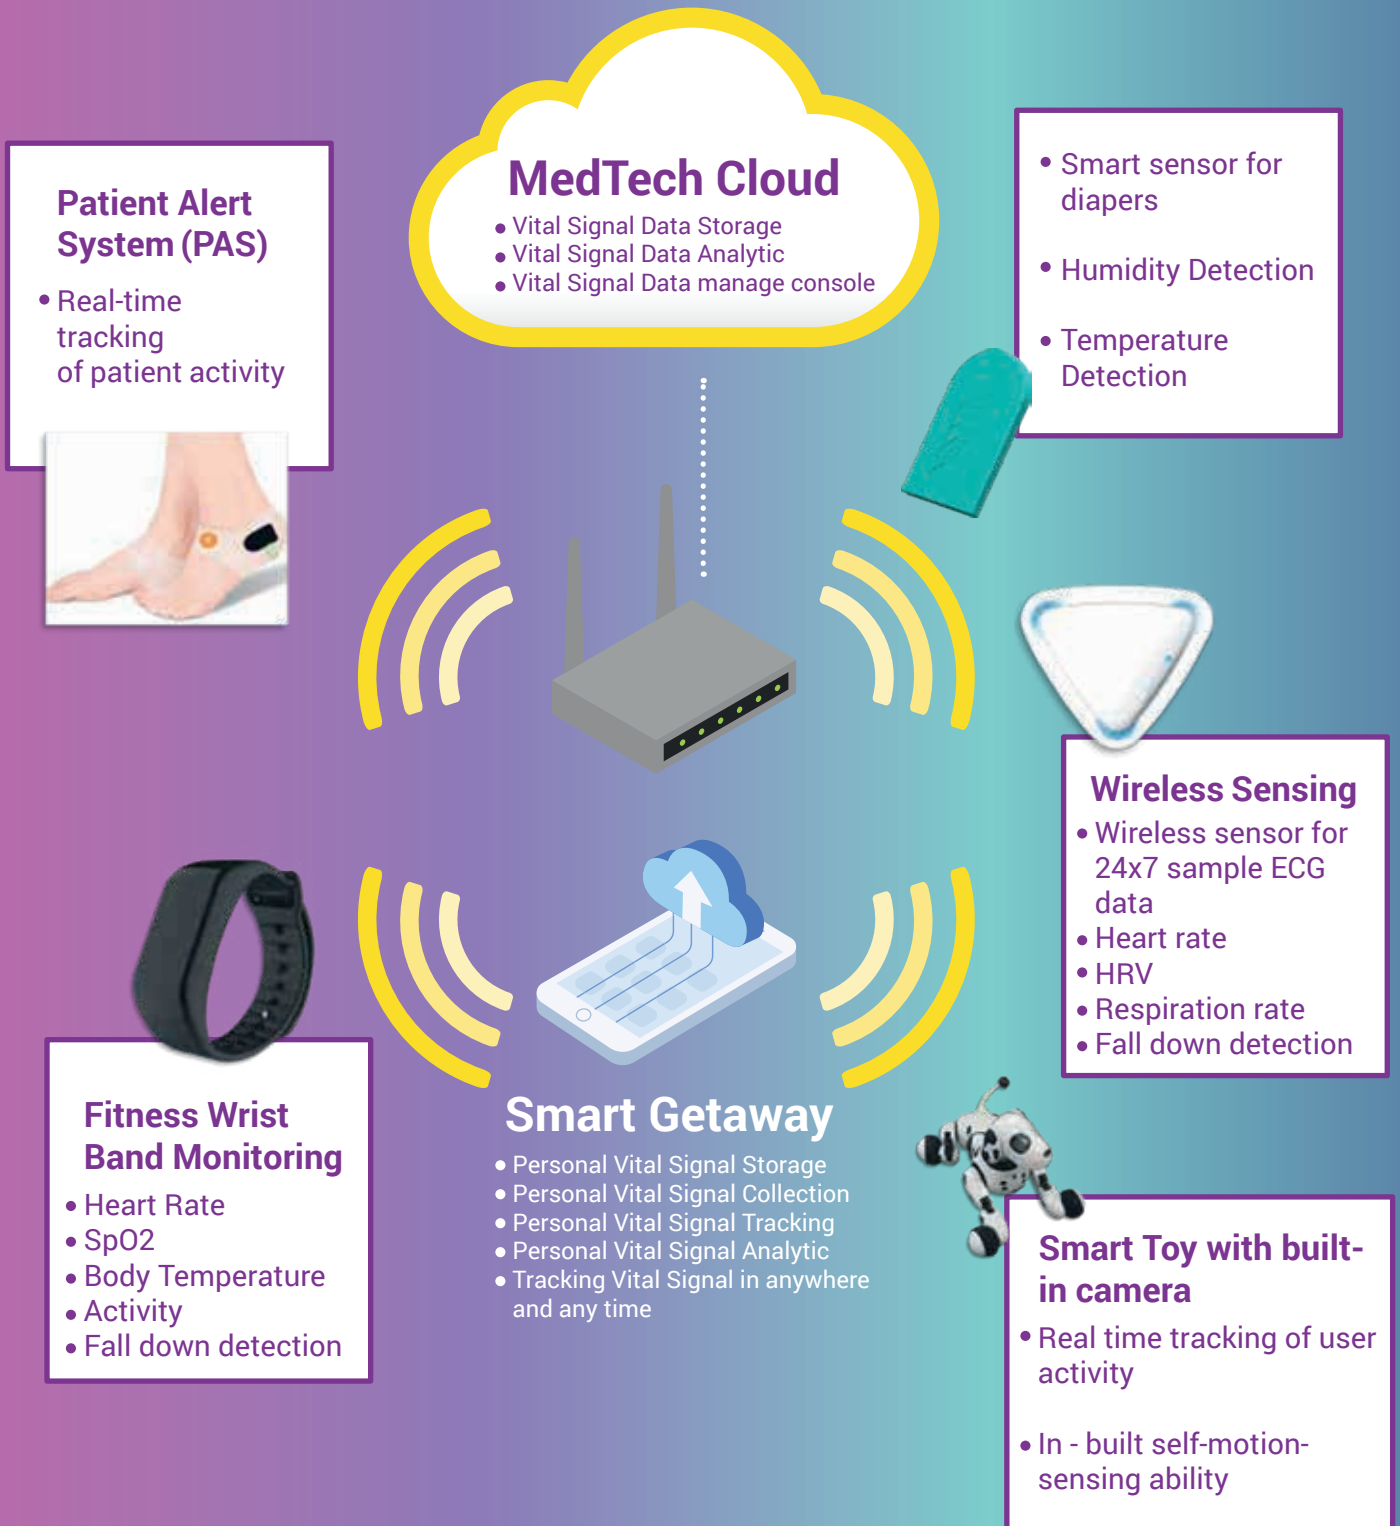 MedTech Cloud
• Vital Signal Data Storage
• Vital Signal Data Analytic
• Vital Signal Data manage console
Patient Alert
System (PAS)
• Real-time
tracking
of patient activity
• Smart sensor for
diapers
• Humidity Detection
• Temperature
Detection
Wireless Sensing
• Wireless sensor for
24x7 sample ECG
data
• Heart rate
• HRV
• Respiration rate
• Fall down detection
Fitness Wrist
Band Monitoring
• Heart Rate
• SpO2
• Body Temperature
• Activity
• Fall down detection
Smart Getaway
• Personal Vital Signal Storage
• Personal Vital Signal Collection
• Personal Vital Signal Tracking
• Personal Vital Signal Analytic
• Tracking Vital Signal in anywhere
and any time
Smart Toy with built-
in camera
• Real time tracking of user
activity
• In - built self-motion-
sensing ability